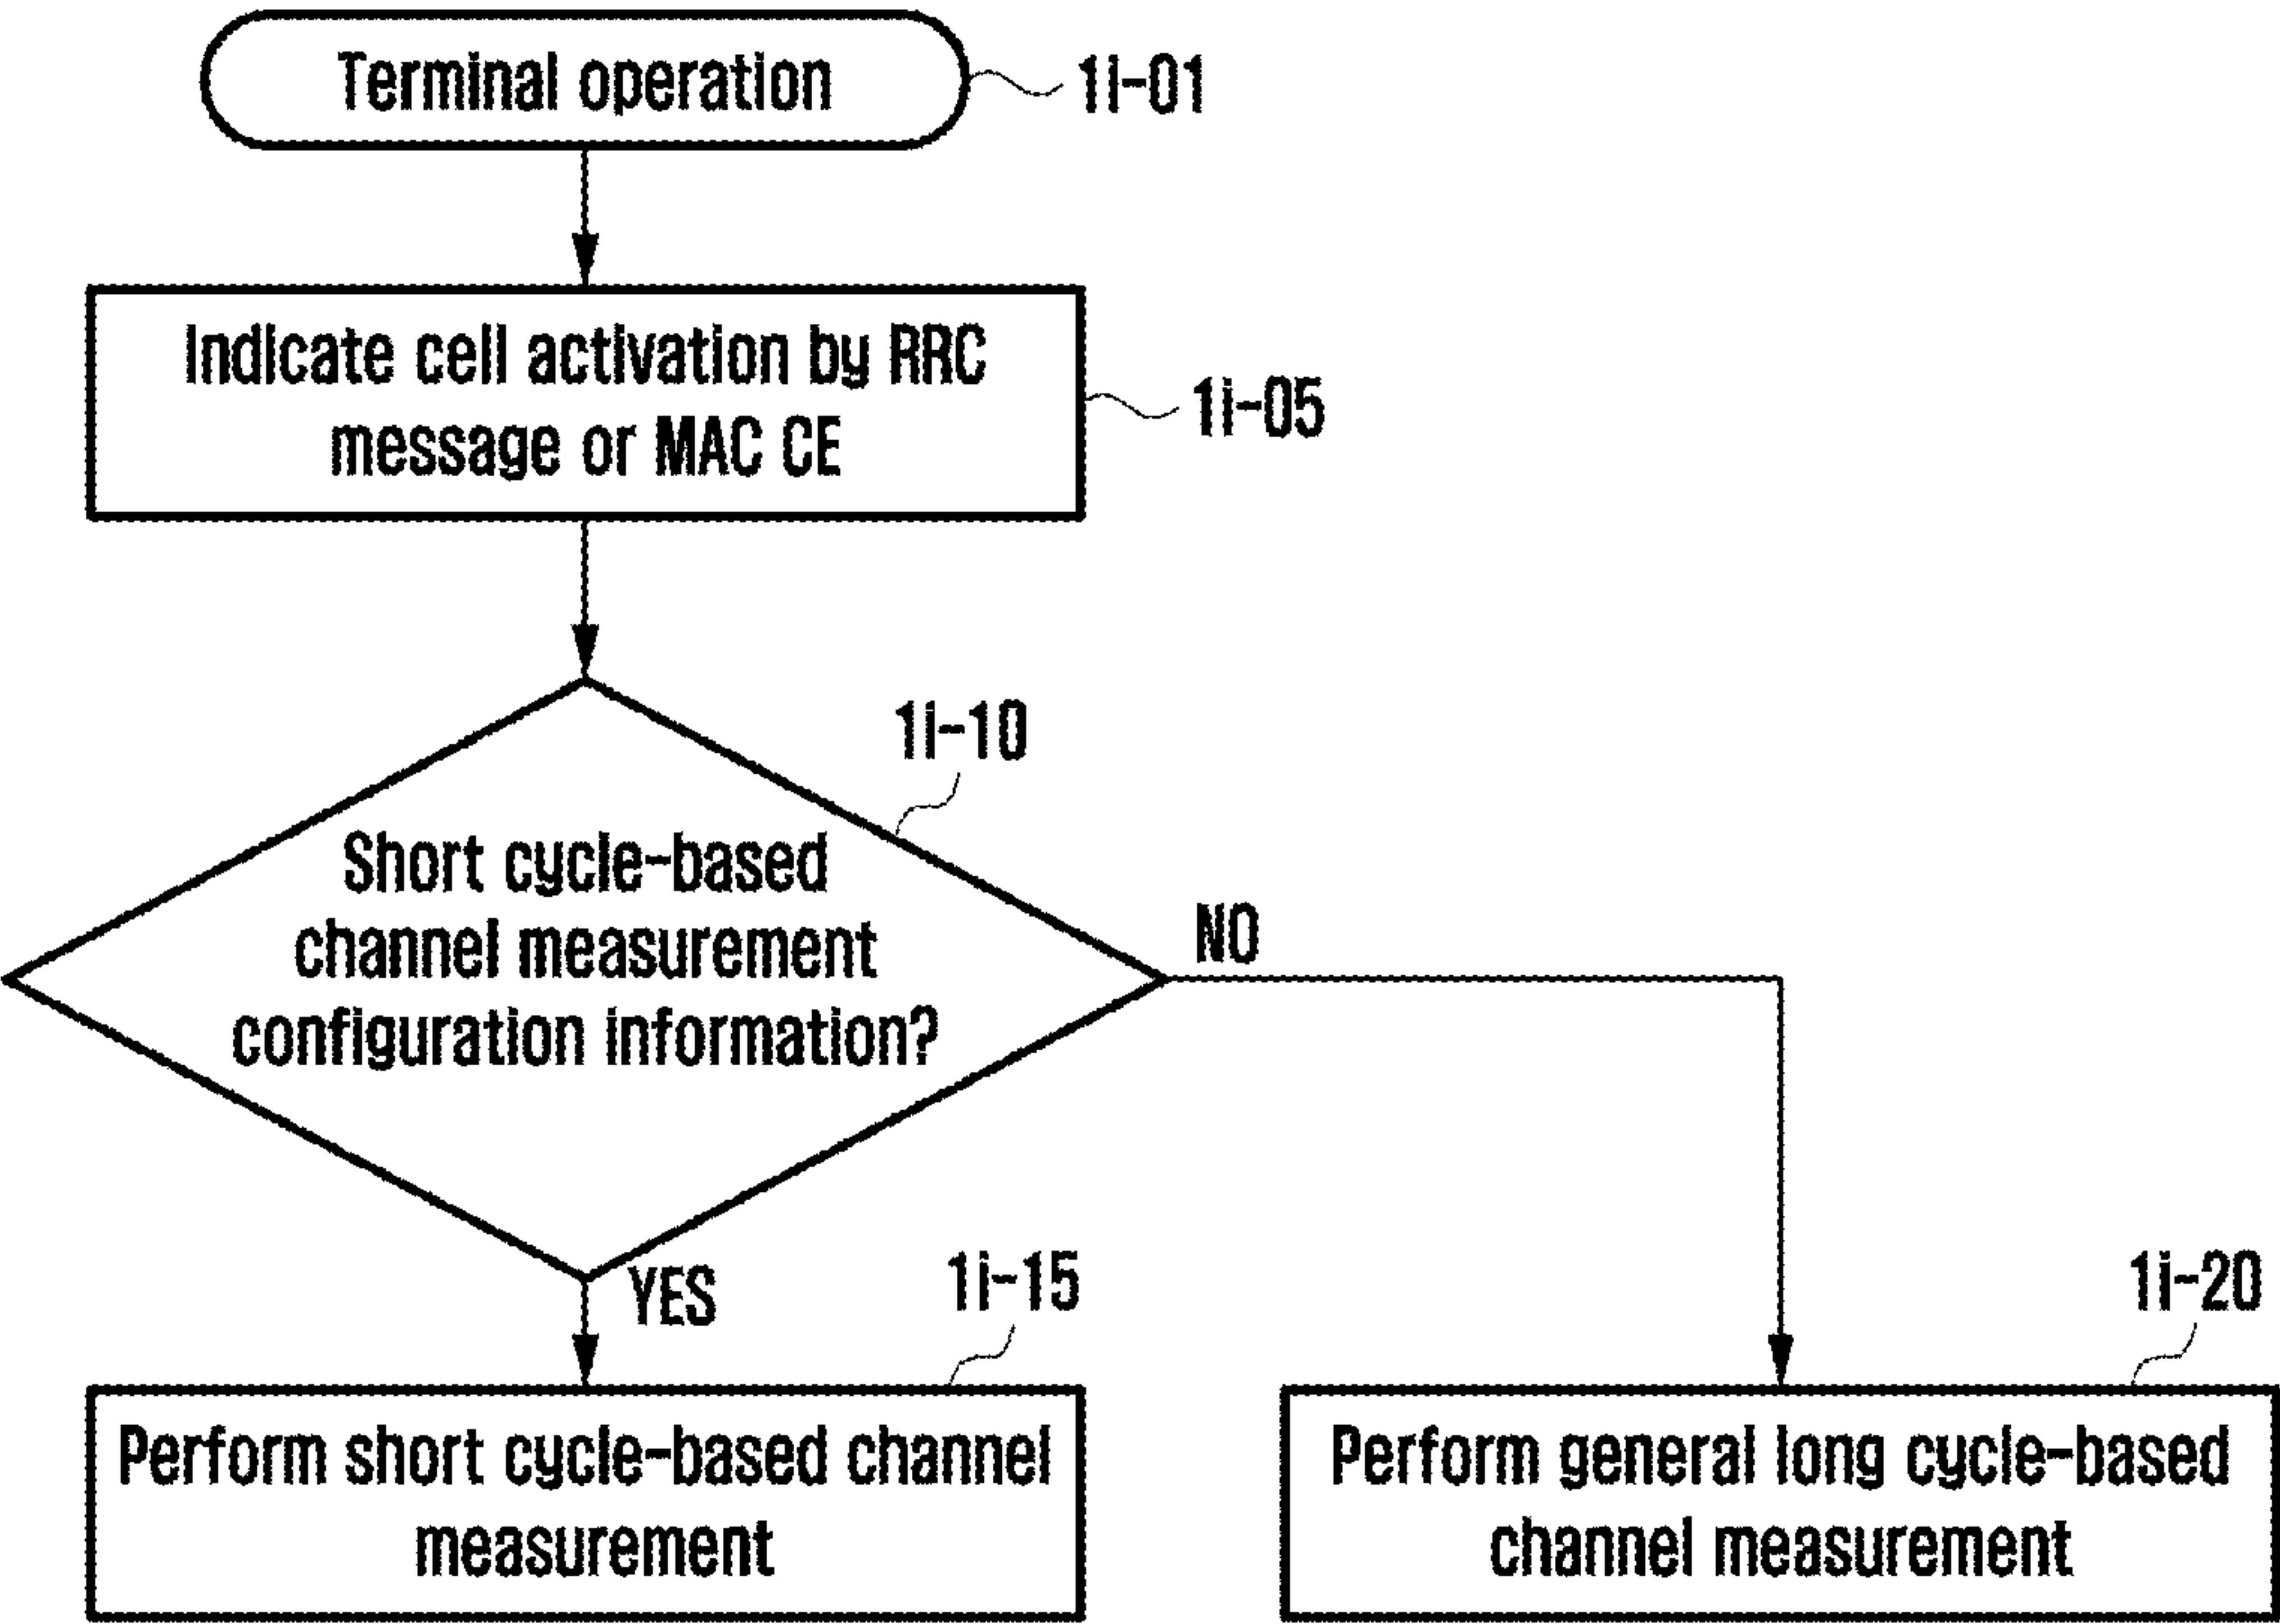 Terminal operation
1i-01
Indicate cell activation by RRC
message or MAC CE
1i-05
1i-10
Short cycle-based
channel measurement
configuration information?
NO
YES
1i-15
1i-20
Perform short cycle-based channel
measurement
Perform general long cycle-based
channel measurement